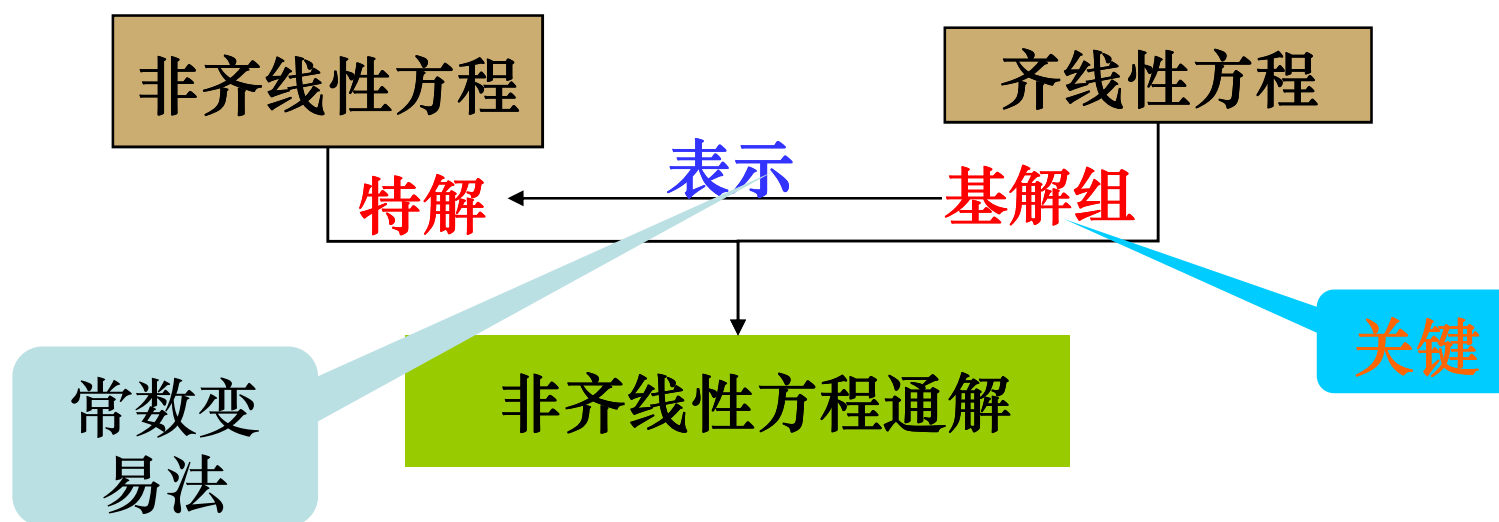 非齐线性方程
齐线性方程
表示
特解
基解组
关键
非齐线性方程通解
常数变
易法